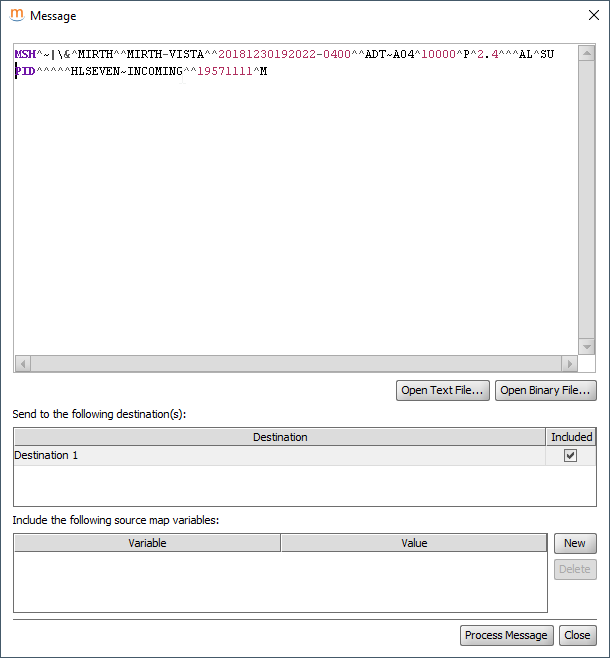 m Message
MSH^~|\&^MIRTH^^MIRTH-VISTA^^20181230192022-0400^^ADT~A04^10000^P^2.4^^^AL^SU
PID^^^^^HLSEVEN~INCOMING^^19571111^M
Open Text File... Open Binary File...
Send to the following destination(s):
Destination Included
Destination 1
Include the following source map variables:
Variable Value New
Delete
Process Message Close